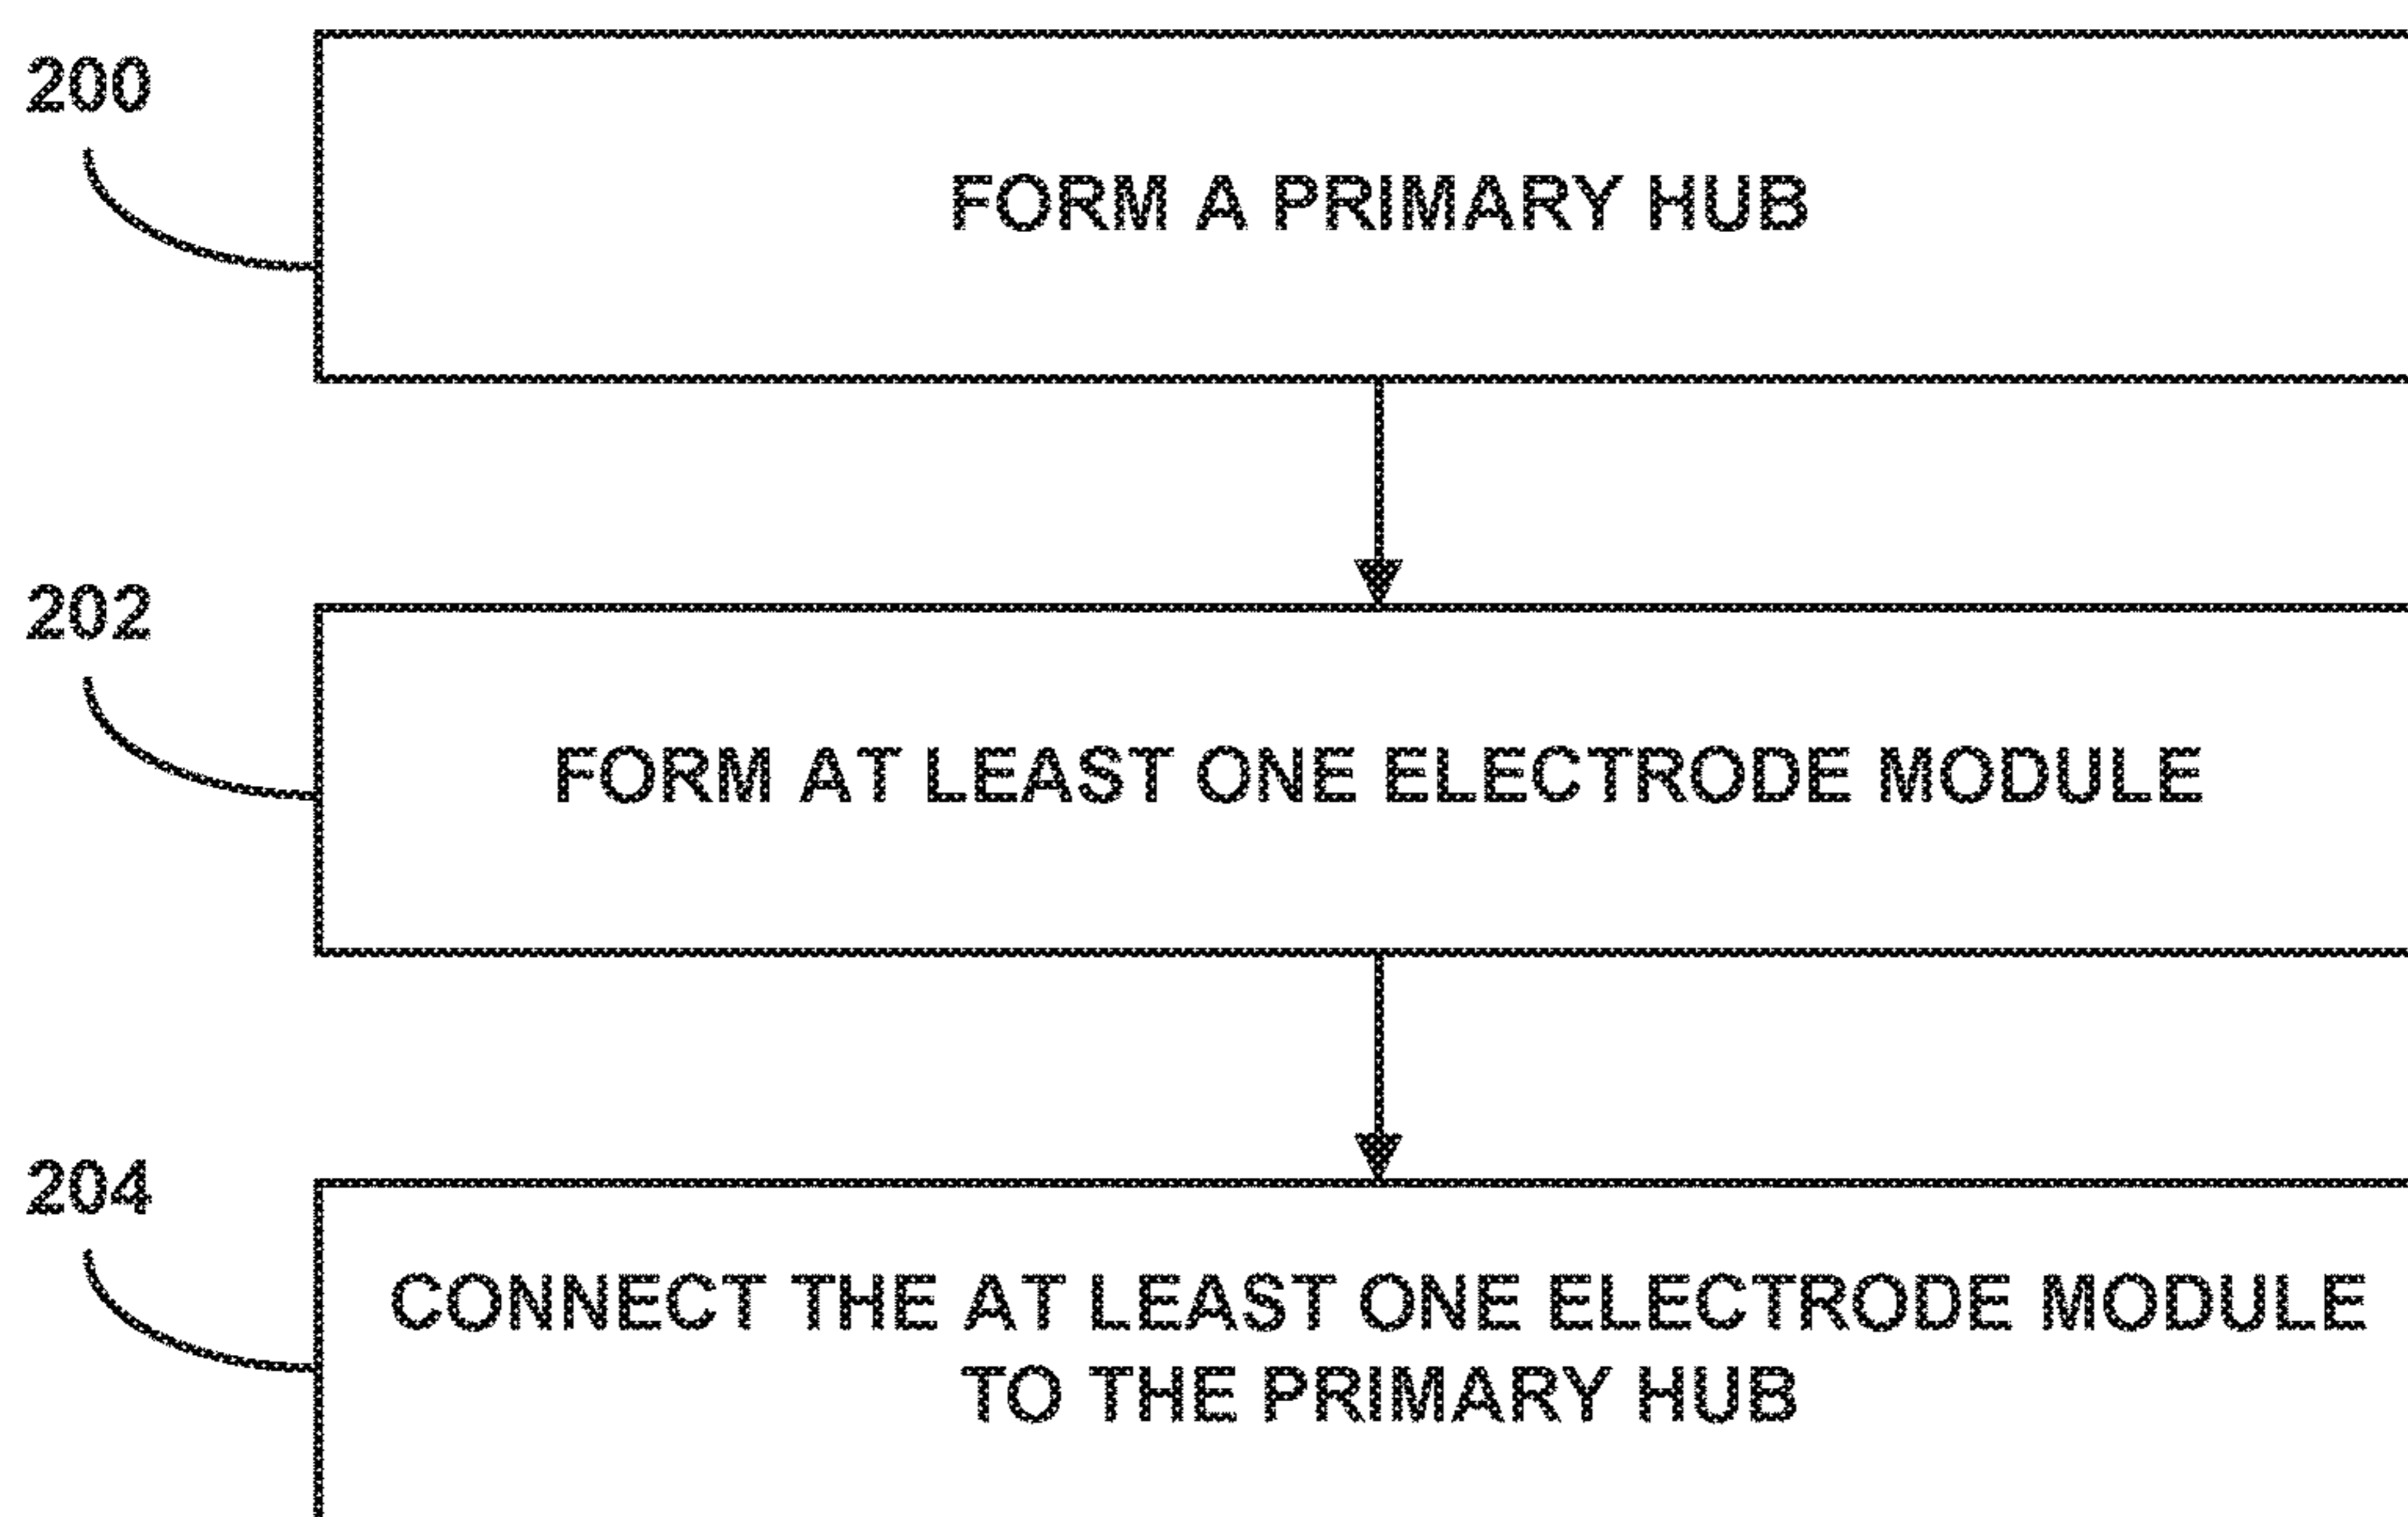 200
FORM A PRIMARY HUB
202
FORM AT LEAST ONE ELECTRODE MODULE
204
CONNECT THE AT LEAST ONE ELECTRODE MODULE
TO THE PRIMARY HUB